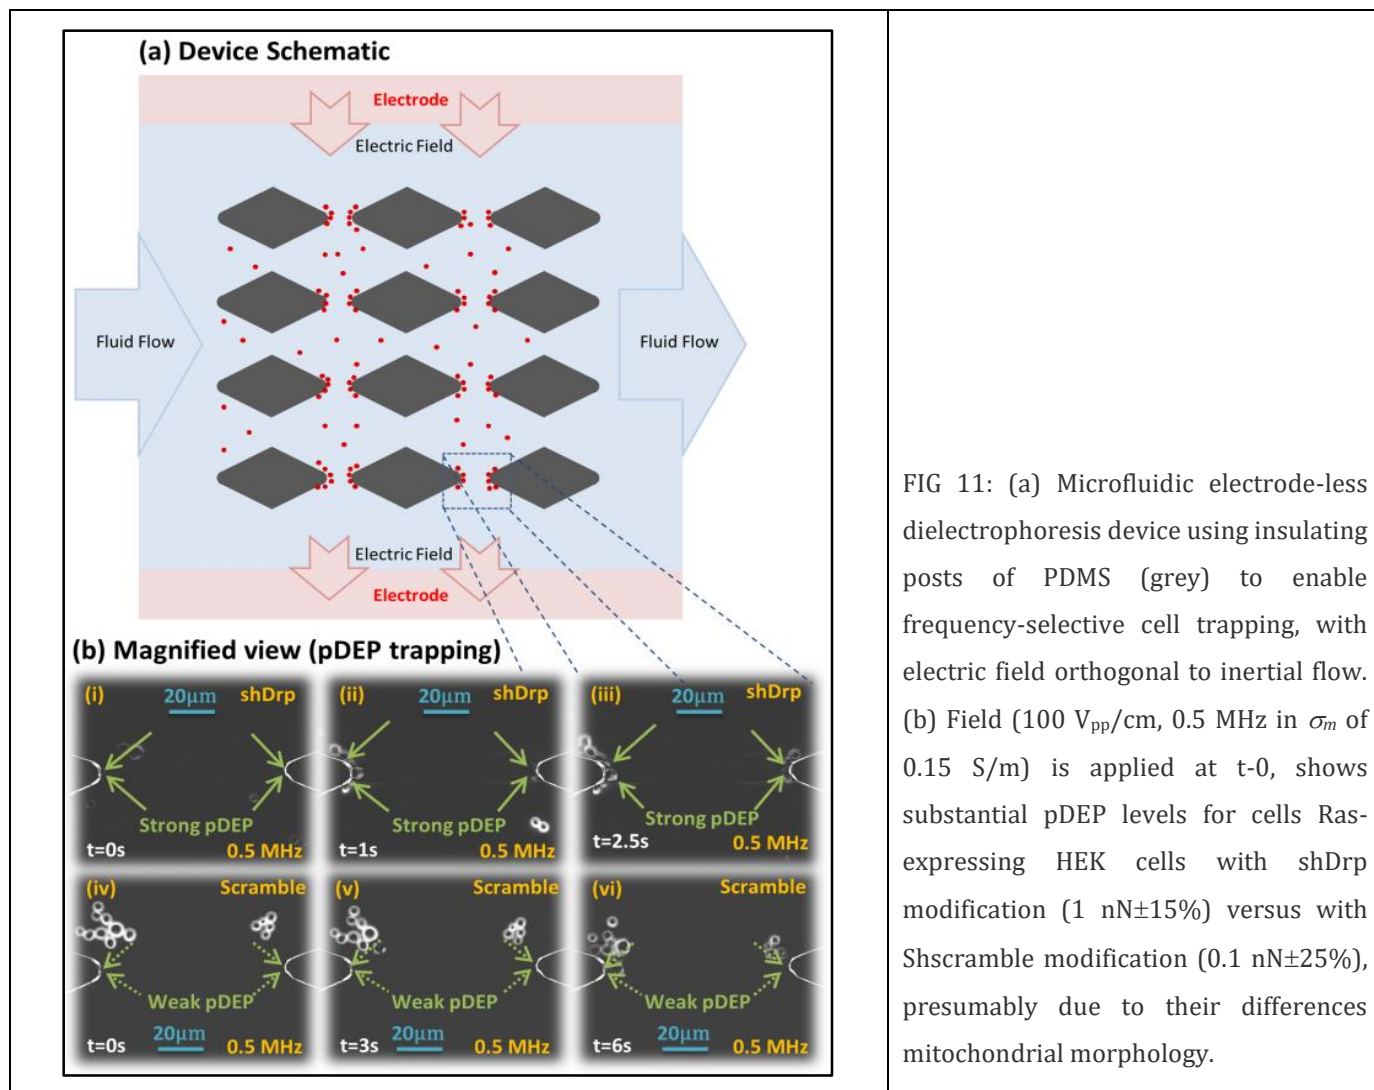 (a) Device Schematic
Electrode
Electric Field
Fluid Flow
Fluid Flow
Electric Field
Electrode
(b) Magnified view (pDEP trapping)
(i) 20μm shDrp
Strong pDEP
t=0s 0.5 MHz
(ii) 20μm shDrp
Strong pDEP
t=1s 0.5 MHz
(iii) 20μm shDrp
Strong pDEP
t=2.5s 0.5 MHz
(iv) Scramble
Weak pDEP
t=0s 20μm 0.5 MHz
(v) Scramble
Weak pDEP
t=3s 20μm 0.5 MHz
(vi) Scramble
Weak pDEP
t=6s 20μm 0.5 MHz
FIG 11: (a) Microfluidic electrode-less
dielectrophoresis device using insulating
posts of PDMS (grey) to enable
frequency-selective cell trapping, with
electric field orthogonal to inertial flow.
(b) Field (100 Vpp/cm, 0.5 MHz in σm of
0.15 S/m) is applied at t-0, shows
substantial pDEP levels for cells Ras-
expressing HEK cells with shDrp
modification (1 nN±15%) versus with
Shscramble modification (0.1 nN±25%),
presumably due to their differences
mitochondrial morphology.